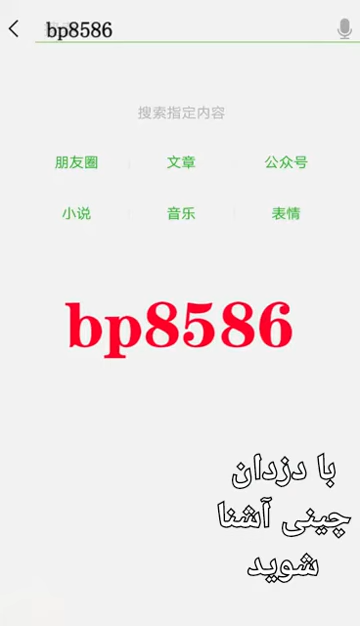 bp8586
搜索指定内容
朋友圈 文章 公众号
小说 音乐 表情
bp8586
با دزدان
چینی آشنا
شوید